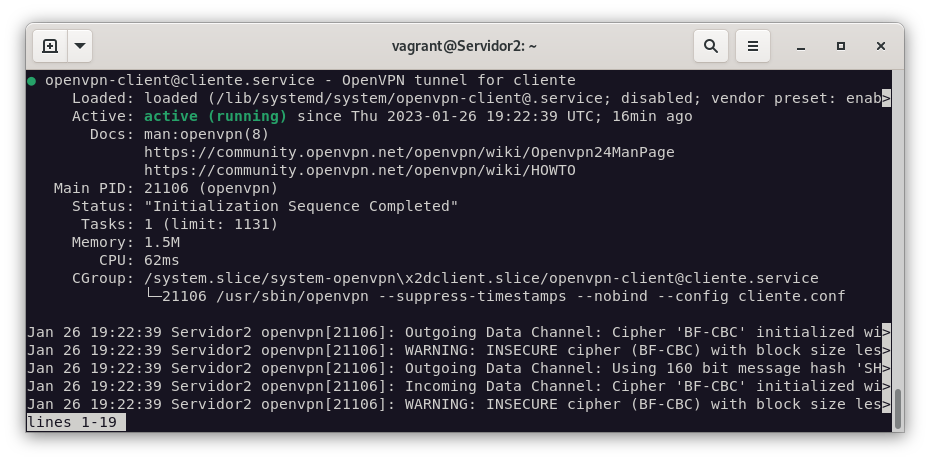 vagrant@Servidor2: ~
● openvpn-client@cliente.service - OpenVPN tunnel for cliente
     Loaded: loaded (/lib/systemd/system/openvpn-client@.service; disabled; vendor preset: enab>
     Active: active (running) since Thu 2023-01-26 19:22:39 UTC; 16min ago
       Docs: man:openvpn(8)
             https://community.openvpn.net/openvpn/wiki/Openvpn24ManPage
             https://community.openvpn.net/openvpn/wiki/HOWTO
   Main PID: 21106 (openvpn)
     Status: "Initialization Sequence Completed"
      Tasks: 1 (limit: 1131)
     Memory: 1.5M
        CPU: 62ms
     CGroup: /system.slice/system-openvpn\x2dclient.slice/openvpn-client@cliente.service
             └─21106 /usr/sbin/openvpn --suppress-timestamps --nobind --config cliente.conf
Jan 26 19:22:39 Servidor2 openvpn[21106]: Outgoing Data Channel: Cipher 'BF-CBC' initialized wi>
Jan 26 19:22:39 Servidor2 openvpn[21106]: WARNING: INSECURE cipher (BF-CBC) with block size les>
Jan 26 19:22:39 Servidor2 openvpn[21106]: Outgoing Data Channel: Using 160 bit message hash 'SH>
Jan 26 19:22:39 Servidor2 openvpn[21106]: Incoming Data Channel: Cipher 'BF-CBC' initialized wi>
Jan 26 19:22:39 Servidor2 openvpn[21106]: WARNING: INSECURE cipher (BF-CBC) with block size les>
lines 1-19